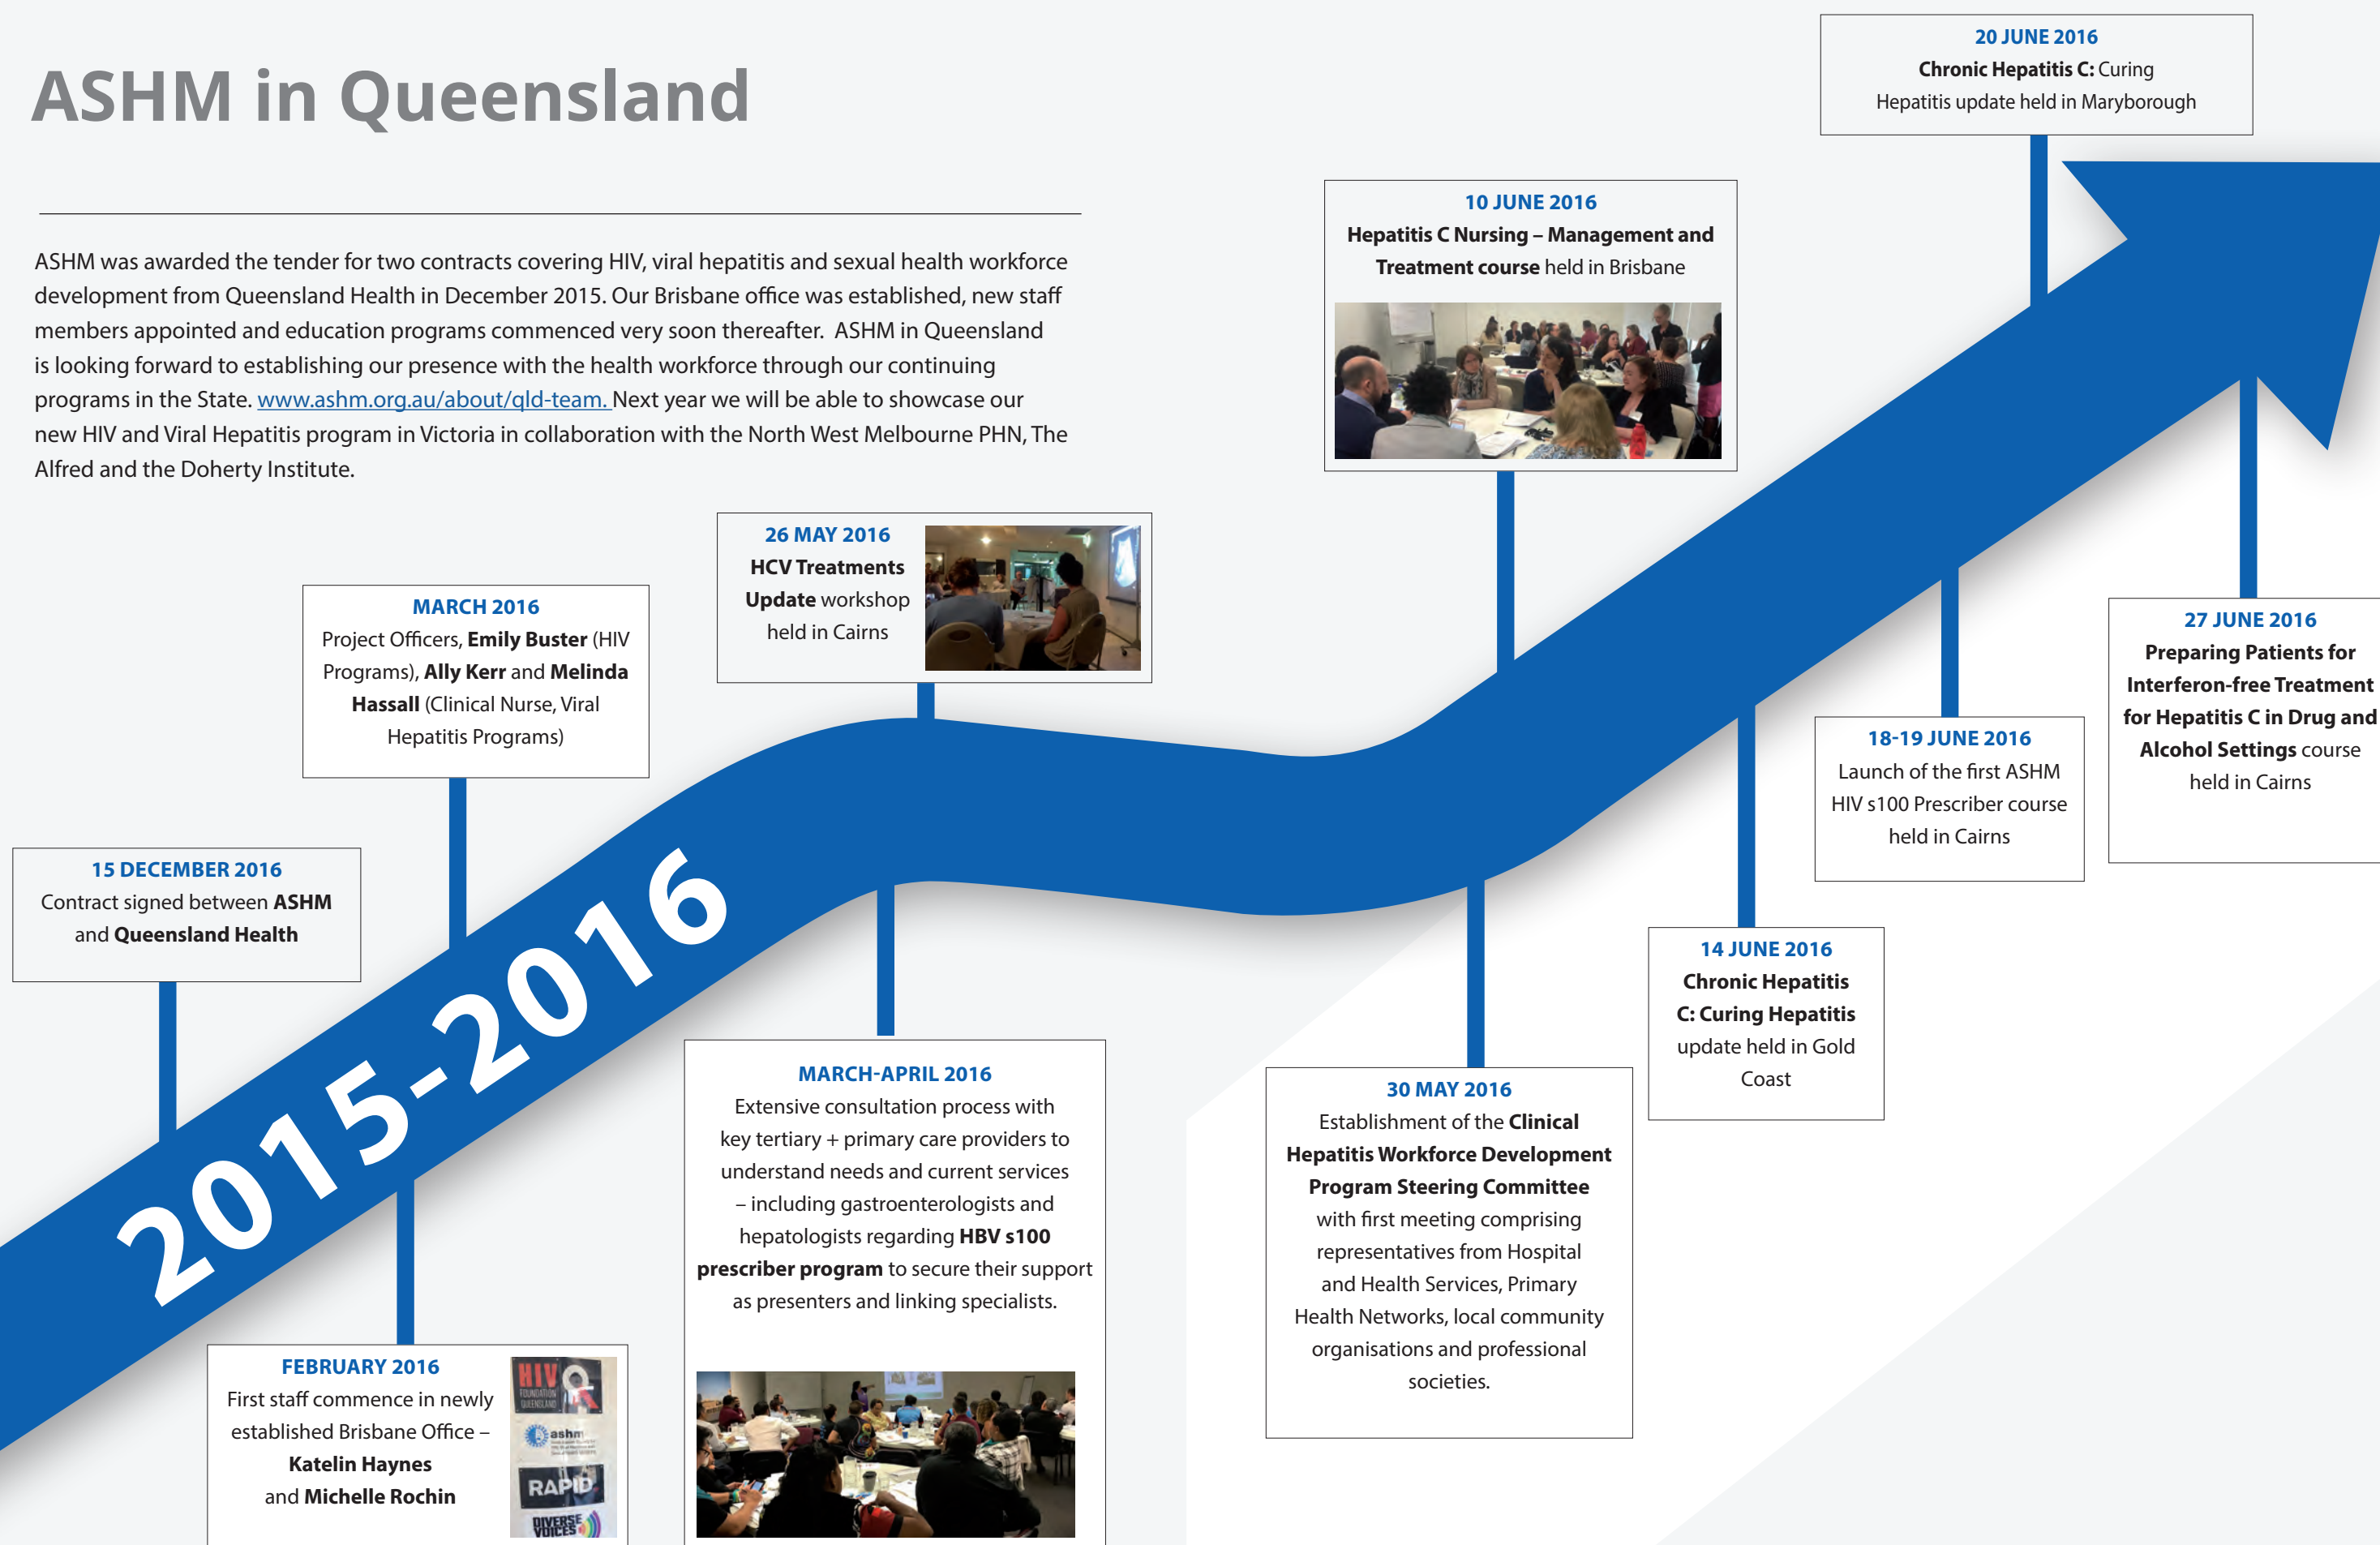 ASHM in Queensland
ASHM was awarded the tender for two contracts covering HIV, viral hepatitis and sexual health workforce
development from Queensland Health in December 2015. Our Brisbane office was established, new staff
members appointed and education programs commenced very soon thereafter.  ASHM in Queensland
is looking forward to establishing our presence with the health workforce through our continuing
programs in the State. www.ashm.org.au/about/qld-team. Next year we will be able to showcase our
new HIV and Viral Hepatitis program in Victoria in collaboration with the North West Melbourne PHN, The
Alfred and the Doherty Institute.
2015-2016
15 DECEMBER 2016
Contract signed between ASHM
and Queensland Health
FEBRUARY 2016
First staff commence in newly
established Brisbane Office –
Katelin Haynes
and Michelle Rochin
HIV
FOUNDATION
QUEENSLAND
ashm
RAPID
DIVERSE
VOICES
MARCH 2016
Project Officers, Emily Buster (HIV
Programs), Ally Kerr and Melinda
Hassall (Clinical Nurse, Viral
Hepatitis Programs)
MARCH-APRIL 2016
Extensive consultation process with
key tertiary + primary care providers to
understand needs and current services
– including gastroenterologists and
hepatologists regarding HBV s100
prescriber program to secure their support
as presenters and linking specialists.
26 MAY 2016
HCV Treatments
Update workshop
held in Cairns
30 MAY 2016
Establishment of the Clinical
Hepatitis Workforce Development
Program Steering Committee
with first meeting comprising
representatives from Hospital
and Health Services, Primary
Health Networks, local community
organisations and professional
societies.
10 JUNE 2016
Hepatitis C Nursing – Management and
Treatment course held in Brisbane
14 JUNE 2016
Chronic Hepatitis
C: Curing Hepatitis
update held in Gold
Coast
18-19 JUNE 2016
Launch of the first ASHM
HIV s100 Prescriber course
held in Cairns
20 JUNE 2016
Chronic Hepatitis C: Curing
Hepatitis update held in Maryborough
27 JUNE 2016
Preparing Patients for
Interferon-free Treatment
for Hepatitis C in Drug and
Alcohol Settings course
held in Cairns